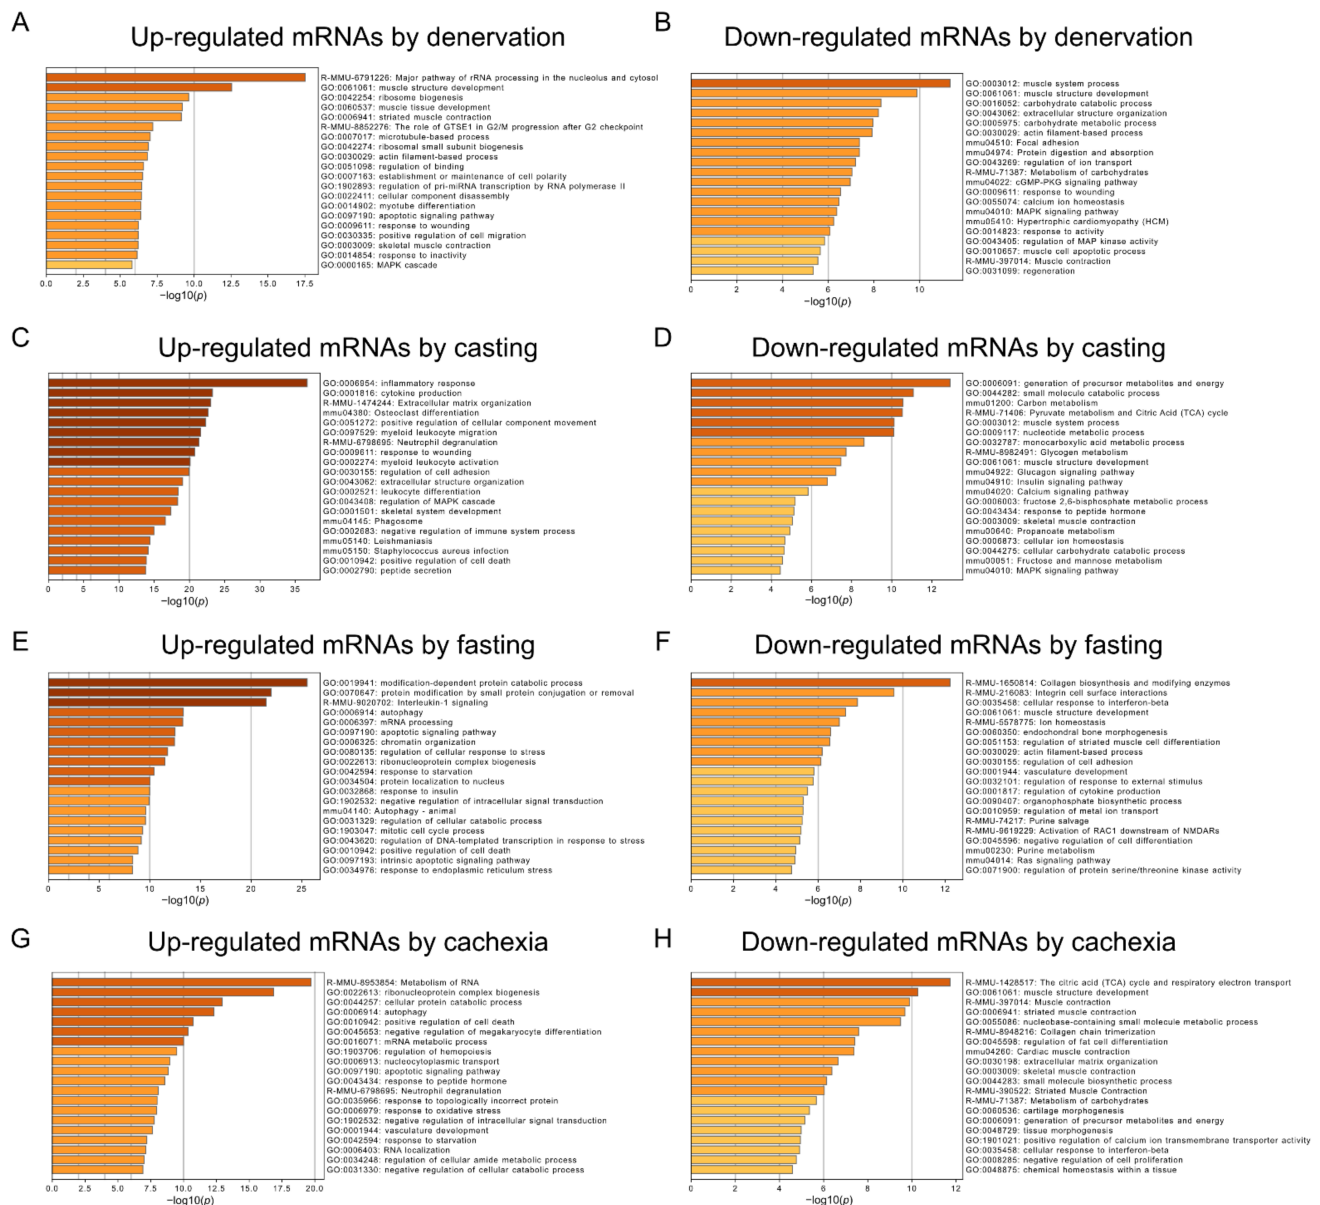 A
Up-regulated mRNAs by denervation
R-MMU-6791226: Major pathway of rRNA processing in the nucleolus and cytosol
GO:0061061: muscle structure development
GO:0042254: ribosome biogenesis
GO:0060537: muscle tissue development
GO:0006941: striated muscle contraction
R-MMU-8852276: The role of GTSE1 in G2/M progression after G2 checkpoint
GO:0007017: microtubule-based process
GO:0042274: ribosomal small subunit biogenesis
GO:0030029: actin filament-based process
GO:0051098: regulation of binding
GO:0007163: establishment or maintenance of cell polarity
GO:1902893: regulation of pri-miRNA transcription by RNA polymerase II
GO:0022411: cellular component disassembly
GO:0014902: myotube differentiation
GO:0097190: apoptotic signaling pathway
GO:0009611: response to wounding
GO:0030335: positive regulation of cell migration
GO:0003009: skeletal muscle contraction
GO:0014854: response to inactivity
GO:0000165: MAPK cascade
0.0 2.5 5.0 7.5 10.0 12.5 15.0 17.5
−log10(p)
B
Down-regulated mRNAs by denervation
GO:0003012: muscle system process
GO:0061061: muscle structure development
GO:0016052: carbohydrate catabolic process
GO:0043062: extracellular structure organization
GO:0005975: carbohydrate metabolic process
GO:0030029: actin filament-based process
mmu04510: Focal adhesion
mmu04974: Protein digestion and absorption
GO:0043269: regulation of ion transport
R-MMU-71387: Metabolism of carbohydrates
mmu04022: cGMP-PKG signaling pathway
GO:0009611: response to wounding
GO:0055074: calcium ion homeostasis
mmu04010: MAPK signaling pathway
mmu05410: Hypertrophic cardiomyopathy (HCM)
GO:0014823: response to activity
GO:0043405: regulation of MAP kinase activity
GO:0010657: muscle cell apoptotic process
R-MMU-397014: Muscle contraction
GO:0031099: regeneration
0 2 4 6 8 10
−log10(p)
C
Up-regulated mRNAs by casting
GO:0006954: inflammatory response
GO:0001816: cytokine production
R-MMU-1474244: Extracellular matrix organization
mmu04380: Osteoclast differentiation
GO:0051272: positive regulation of cellular component movement
GO:0097529: myeloid leukocyte migration
R-MMU-6798695: Neutrophil degranulation
GO:0009611: response to wounding
GO:0002274: myeloid leukocyte activation
GO:0030155: regulation of cell adhesion
GO:0043062: extracellular structure organization
GO:0002521: leukocyte differentiation
GO:0043408: regulation of MAPK cascade
GO:0001501: skeletal system development
mmu04145: Phagosome
GO:0002683: negative regulation of immune system process
mmu05140: Leishmaniasis
mmu05150: Staphylococcus aureus infection
GO:0010942: positive regulation of cell death
GO:0002790: peptide secretion
0 5 10 15 20 25 30 35
−log10(p)
D
Down-regulated mRNAs by casting
GO:0006091: generation of precursor metabolites and energy
GO:0044282: small molecule catabolic process
mmu01200: Carbon metabolism
R-MMU-71406: Pyruvate metabolism and Citric Acid (TCA) cycle
GO:0003012: muscle system process
GO:0009117: nucleotide metabolic process
GO:0032787: monocarboxylic acid metabolic process
R-MMU-8982491: Glycogen metabolism
GO:0061061: muscle structure development
mmu04922: Glucagon signaling pathway
mmu04910: Insulin signaling pathway
mmu04020: Calcium signaling pathway
GO:0006003: fructose 2,6-bisphosphate metabolic process
GO:0043434: response to peptide hormone
GO:0003009: skeletal muscle contraction
mmu00640: Propanoate metabolism
GO:0006873: cellular ion homeostasis
GO:0044275: cellular carbohydrate catabolic process
mmu00051: Fructose and mannose metabolism
mmu04010: MAPK signaling pathway
0 2 4 6 8 10 12
−log10(p)
E
Up-regulated mRNAs by fasting
GO:0019941: modification-dependent protein catabolic process
GO:0070647: protein modification by small protein conjugation or removal
R-MMU-9020702: Interleukin-1 signaling
GO:0006914: autophagy
GO:0006397: mRNA processing
GO:0097190: apoptotic signaling pathway
GO:0006325: chromatin organization
GO:0080135: regulation of cellular response to stress
GO:0022613: ribonucleoprotein complex biogenesis
GO:0042594: response to starvation
GO:0034504: protein localization to nucleus
GO:0032868: response to insulin
GO:1902532: negative regulation of intracellular signal transduction
mmu04140: Autophagy - animal
GO:0031329: regulation of cellular catabolic process
GO:1903047: mitotic cell cycle process
GO:0043620: regulation of DNA-templated transcription in response to stress
GO:0010942: positive regulation of cell death
GO:0097193: intrinsic apoptotic signaling pathway
GO:0034976: response to endoplasmic reticulum stress
0 5 10 15 20 25
−log10(p)
F
Down-regulated mRNAs by fasting
R-MMU-1650814: Collagen biosynthesis and modifying enzymes
R-MMU-216083: Integrin cell surface interactions
GO:0035458: cellular response to interferon-beta
GO:0061061: muscle structure development
R-MMU-5578775: Ion homeostasis
GO:0060350: endochondral bone morphogenesis
GO:0051153: regulation of striated muscle cell differentiation
GO:0030029: actin filament-based process
GO:0030155: regulation of cell adhesion
GO:0001944: vasculature development
GO:0032101: regulation of response to external stimulus
GO:0001817: regulation of cytokine production
GO:0090407: organophosphate biosynthetic process
GO:0010959: regulation of metal ion transport
R-MMU-74217: Purine salvage
R-MMU-9619229: Activation of RAC1 downstream of NMDARs
GO:0045596: negative regulation of cell differentiation
mmu00230: Purine metabolism
mmu04014: Ras signaling pathway
GO:0071900: regulation of protein serine/threonine kinase activity
0 2 4 6 8 10 12
−log10(p)
G
Up-regulated mRNAs by cachexia
R-MMU-8953854: Metabolism of RNA
GO:0022613: ribonucleoprotein complex biogenesis
GO:0044257: cellular protein catabolic process
GO:0006914: autophagy
GO:0010942: positive regulation of cell death
GO:0045653: negative regulation of megakaryocyte differentiation
GO:0016071: mRNA metabolic process
GO:1903706: regulation of hemopoiesis
GO:0006913: nucleocytoplasmic transport
GO:0097190: apoptotic signaling pathway
GO:0043434: response to peptide hormone
R-MMU-6798695: Neutrophil degranulation
GO:0035966: response to topologically incorrect protein
GO:0006979: response to oxidative stress
GO:1902532: negative regulation of intracellular signal transduction
GO:0001944: vasculature development
GO:0042594: response to starvation
GO:0006403: RNA localization
GO:0034248: regulation of cellular amide metabolic process
GO:0031330: negative regulation of cellular catabolic process
0.0 2.5 5.0 7.5 10.0 12.5 15.0 17.5 20.0
−log10(p)
H
Down-regulated mRNAs by cachexia
R-MMU-1428517: The citric acid (TCA) cycle and respiratory electron transport
GO:0061061: muscle structure development
R-MMU-397014: Muscle contraction
GO:0006941: striated muscle contraction
GO:0055086: nucleobase-containing small molecule metabolic process
R-MMU-8948216: Collagen chain trimerization
GO:0045598: regulation of fat cell differentiation
mmu04260: Cardiac muscle contraction
GO:0030198: extracellular matrix organization
GO:0003009: skeletal muscle contraction
GO:0044283: small molecule biosynthetic process
R-MMU-390522: Striated Muscle Contraction
R-MMU-71387: Metabolism of carbohydrates
GO:0060536: cartilage morphogenesis
GO:0006091: generation of precursor metabolites and energy
GO:0048729: tissue morphogenesis
GO:1901021: positive regulation of calcium ion transmembrane transporter activity
GO:0035458: cellular response to interferon-beta
GO:0008285: negative regulation of cell proliferation
GO:0048875: chemical homeostasis within a tissue
0 2 4 6 8 10 12
−log10(p)